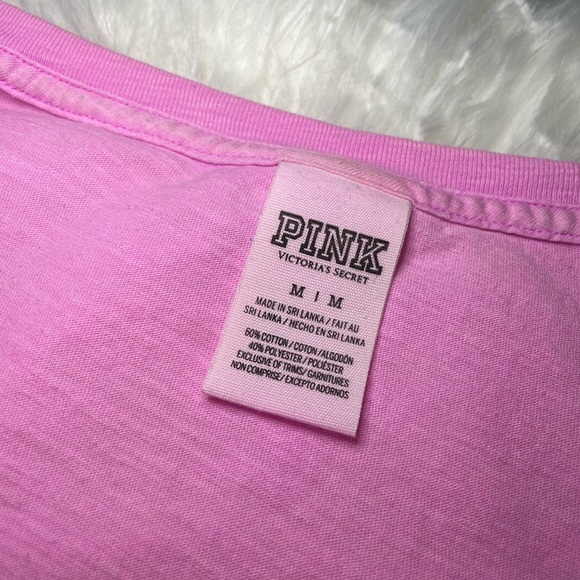 PINK
VICTORIA'S SECRET
M | M
MADE IN SRI LANKA / FAIT AU
SRI LANKA / HECHO EN SRI LANKA
60% COTTON / COTON /ALGODÓN
40% POLYESTER / POLIÉSTER
EXCLUSIVE OF TRIMS/ GARNITURES
NON COMPRISE/ EXCEPTO ADORNOS